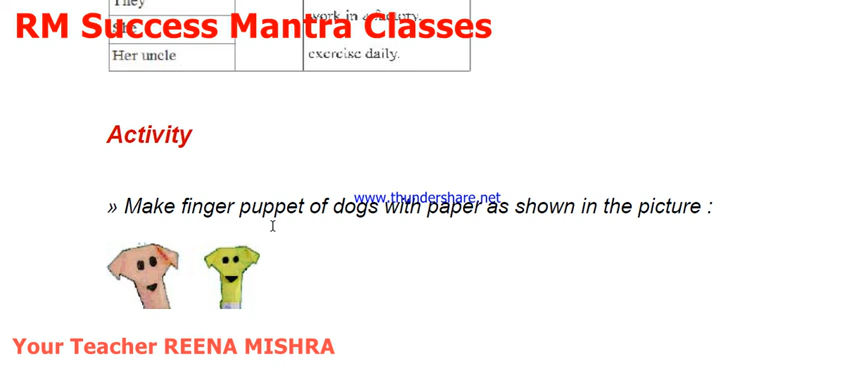 They
RM Success Mantra Classes
work in a factory.
She
Her uncle
exercise daily.
Activity
www.thundershare.net
» Make finger puppet of dogs with paper as shown in the picture :
Your Teacher REENA MISHRA